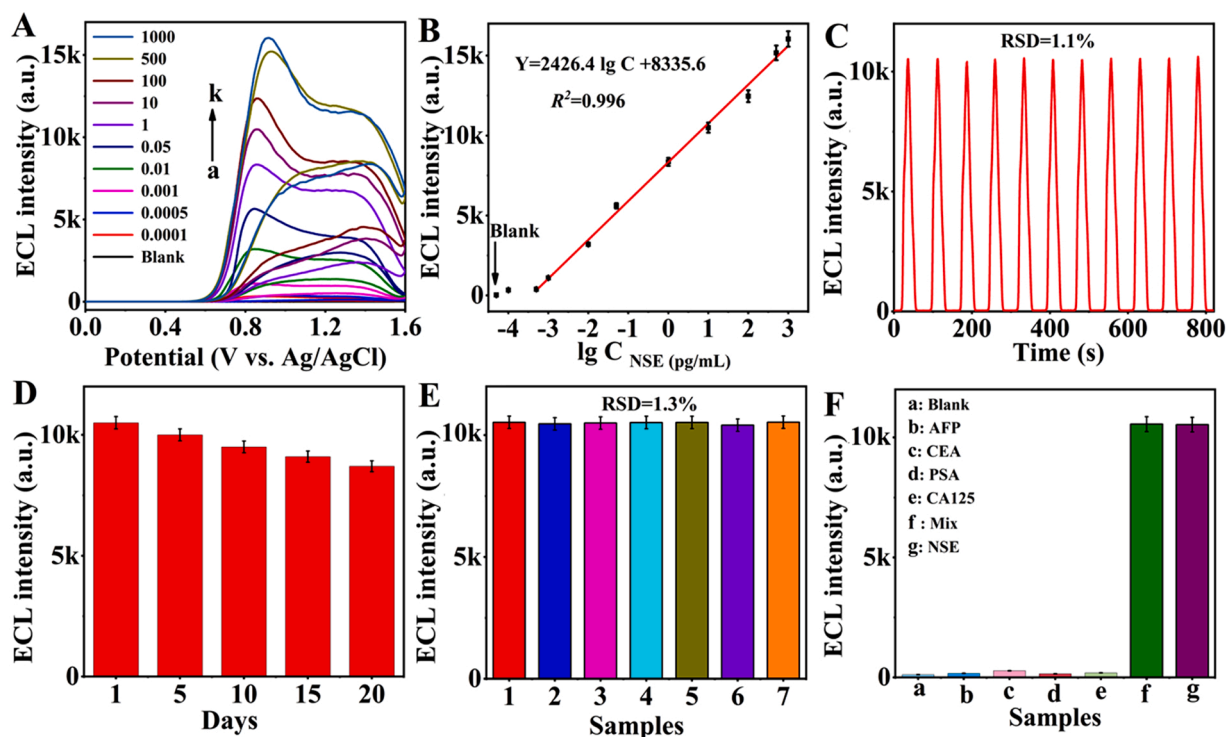 A
ECL intensity (a.u.)
15k
10k
5k
0
1000
500
100
10
1
0.05
0.01
0.001
0.0005
0.0001
Blank
k
a
0.0 0.4 0.8 1.2 1.6
Potential (V vs. Ag/AgCl)
B
ECL intensity (a.u.)
15k
10k
5k
0
Y=2426.4 lg C +8335.6
R²=0.996
Blank
-4 -3 -2 -1 0 1 2 3
lg C NSE (pg/mL)
C
ECL intensity (a.u.)
RSD=1.1%
10k
5k
0
0 200 400 600 800
Time (s)
D
ECL intensity (a.u.)
10k
5k
0
1 5 10 15 20
Days
E
ECL intensity (a.u.)
RSD=1.3%
10k
5k
0
1 2 3 4 5 6 7
Samples
F
ECL intensity (a.u.)
10k
5k
0
a: Blank
b: AFP
c: CEA
d: PSA
e: CA125
f : Mix
g: NSE
a b c d e f g
Samples